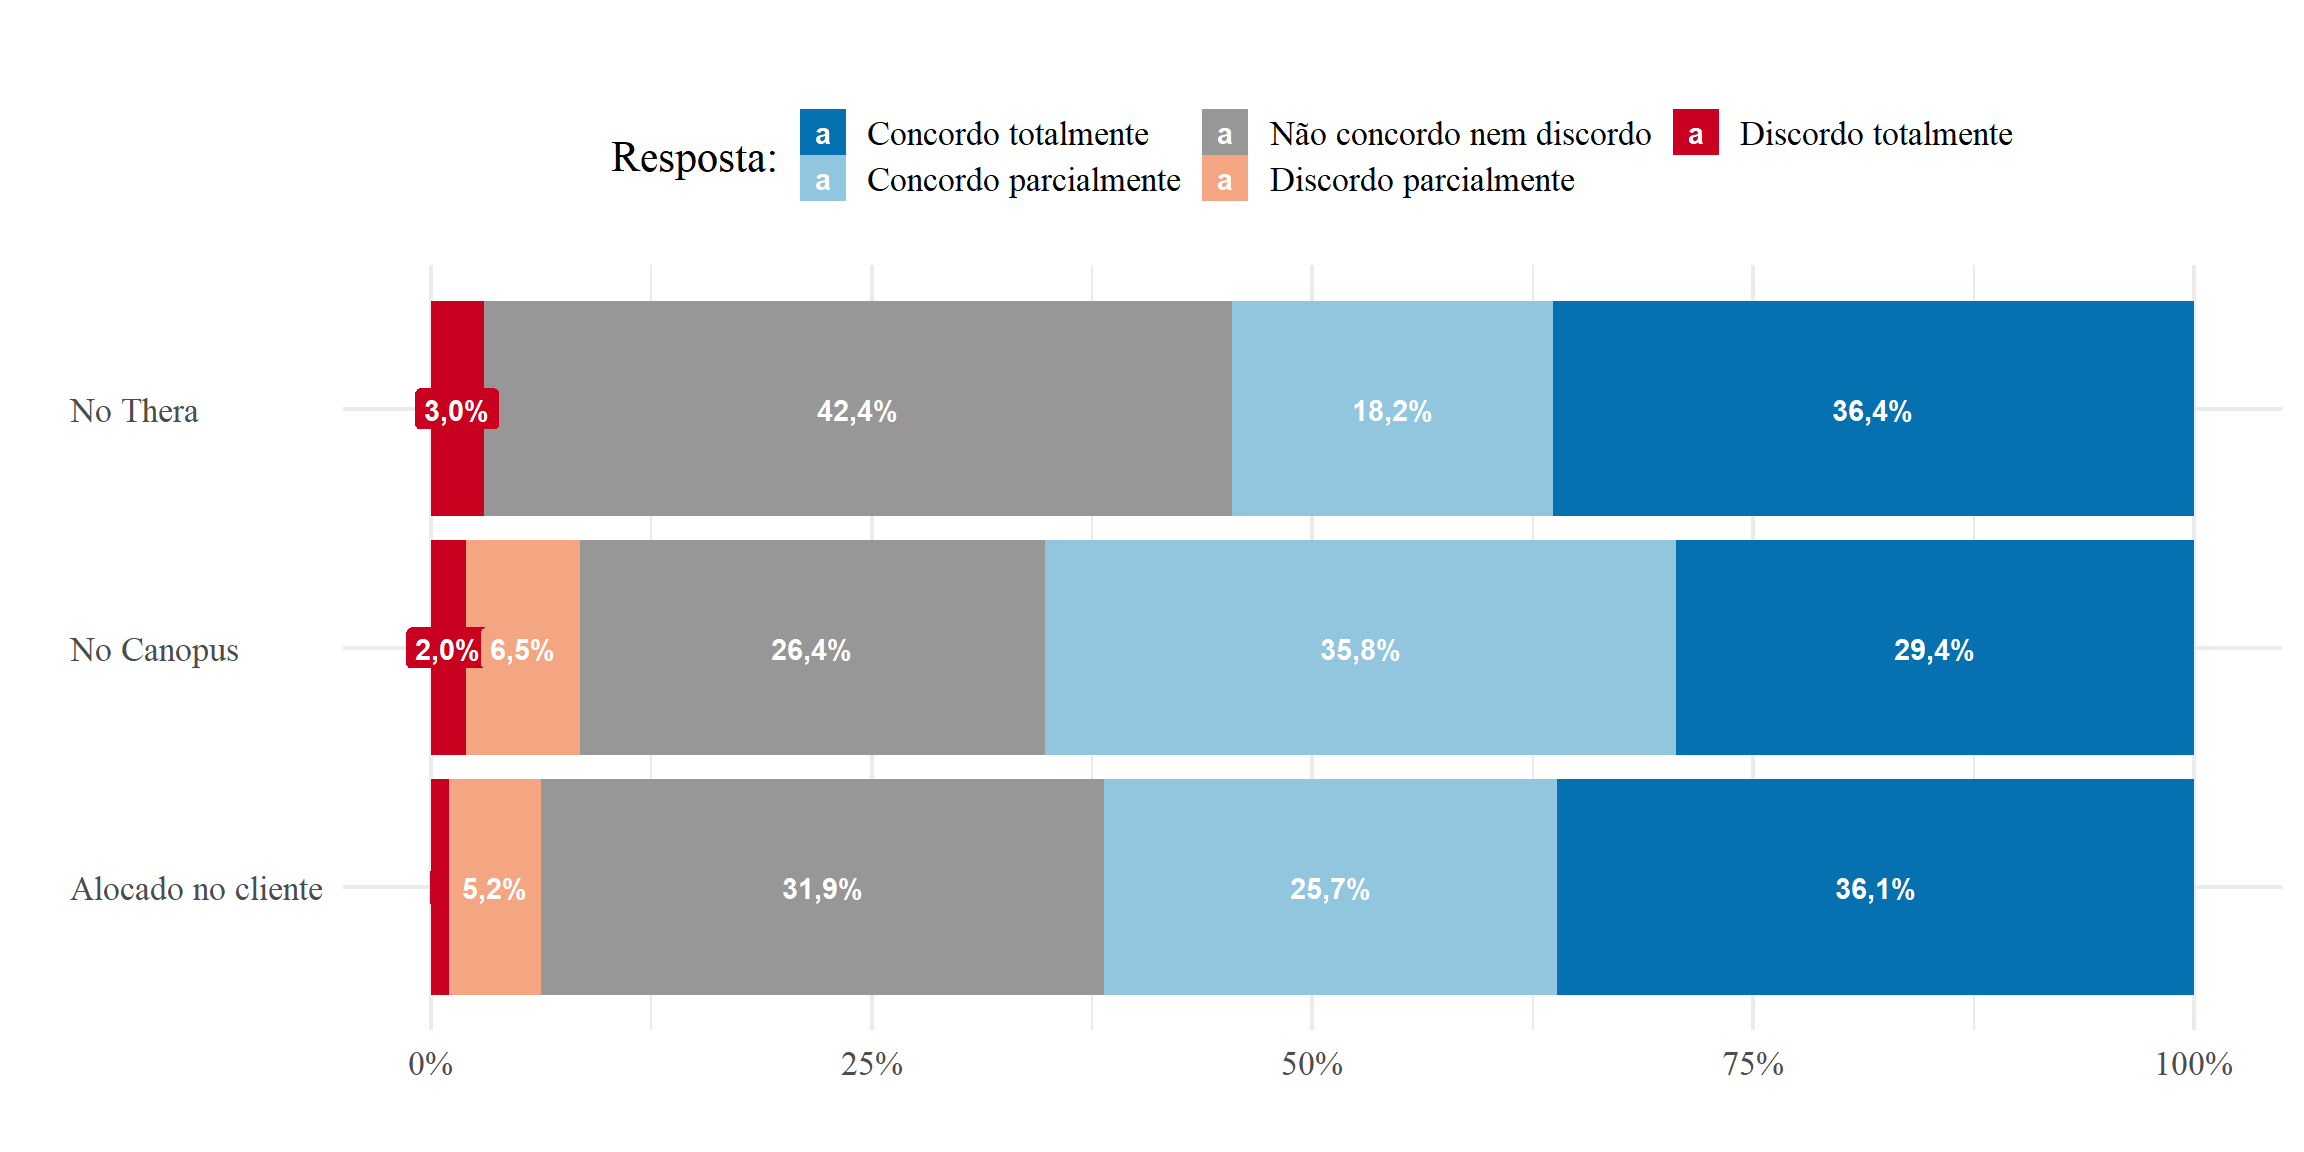 Resposta:
a Concordo totalmente a Não concordo nem discordo a Discordo totalmente
a Concordo parcialmente a Discordo parcialmente
No Thera 3,0% 42,4% 18,2% 36,4%
No Canopus 2,0% 6,5% 26,4% 35,8% 29,4%
Alocado no cliente 5,2% 31,9% 25,7% 36,1%
0% 25% 50% 75% 100%